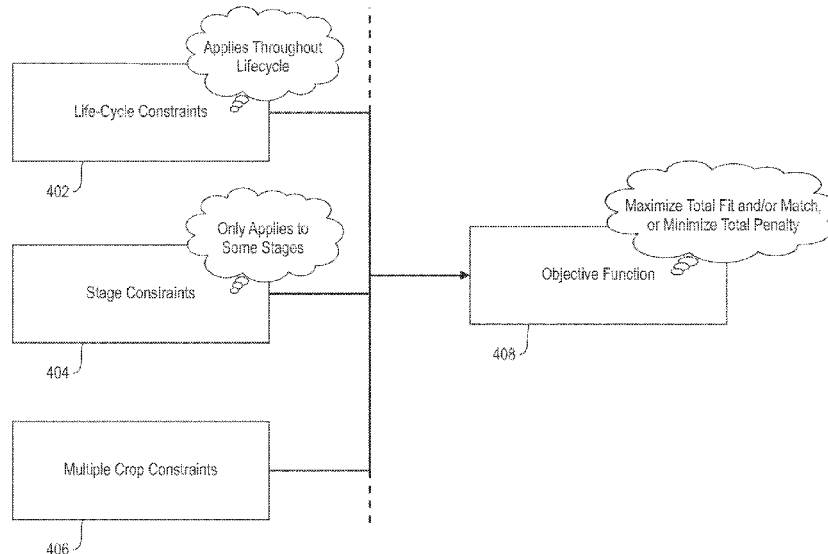 Applies Throughout
Lifecycle
Life-Cycle Constraints
402
Only Applies to
Some Stages
Stage Constraints
404
Multiple Crop Constraints
406
Maximize Total Fit and/or Match,
or Minimize Total Penalty
Objective Function
408